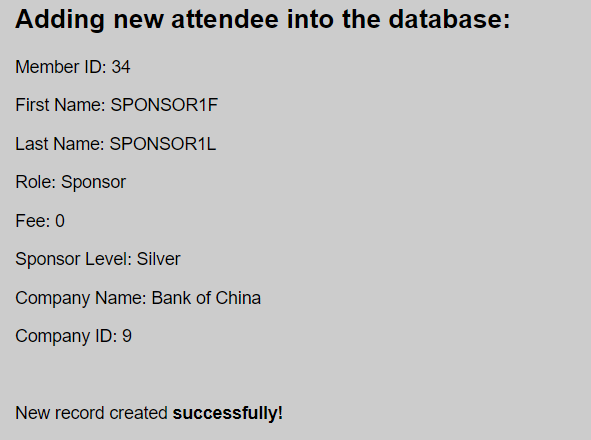 Adding new attendee into the database:
Member ID: 34
First Name: SPONSOR1F
Last Name: SPONSOR1L
Role: Sponsor
Fee: 0
Sponsor Level: Silver
Company Name: Bank of China
Company ID: 9
New record created successfully!